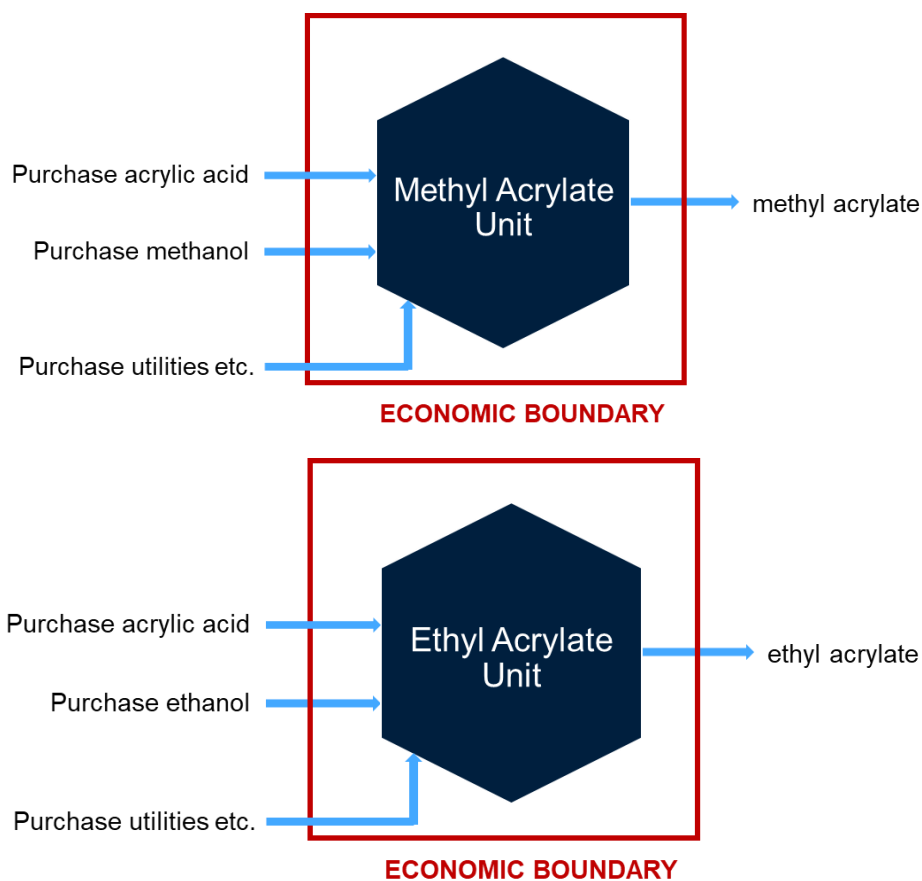 Purchase acrylic acid
Methyl Acrylate
Unit
methyl acrylate
Purchase methanol
Purchase utilities etc.
ECONOMIC BOUNDARY
Purchase acrylic acid
Ethyl Acrylate
Unit
ethyl acrylate
Purchase ethanol
Purchase utilities etc.
ECONOMIC BOUNDARY